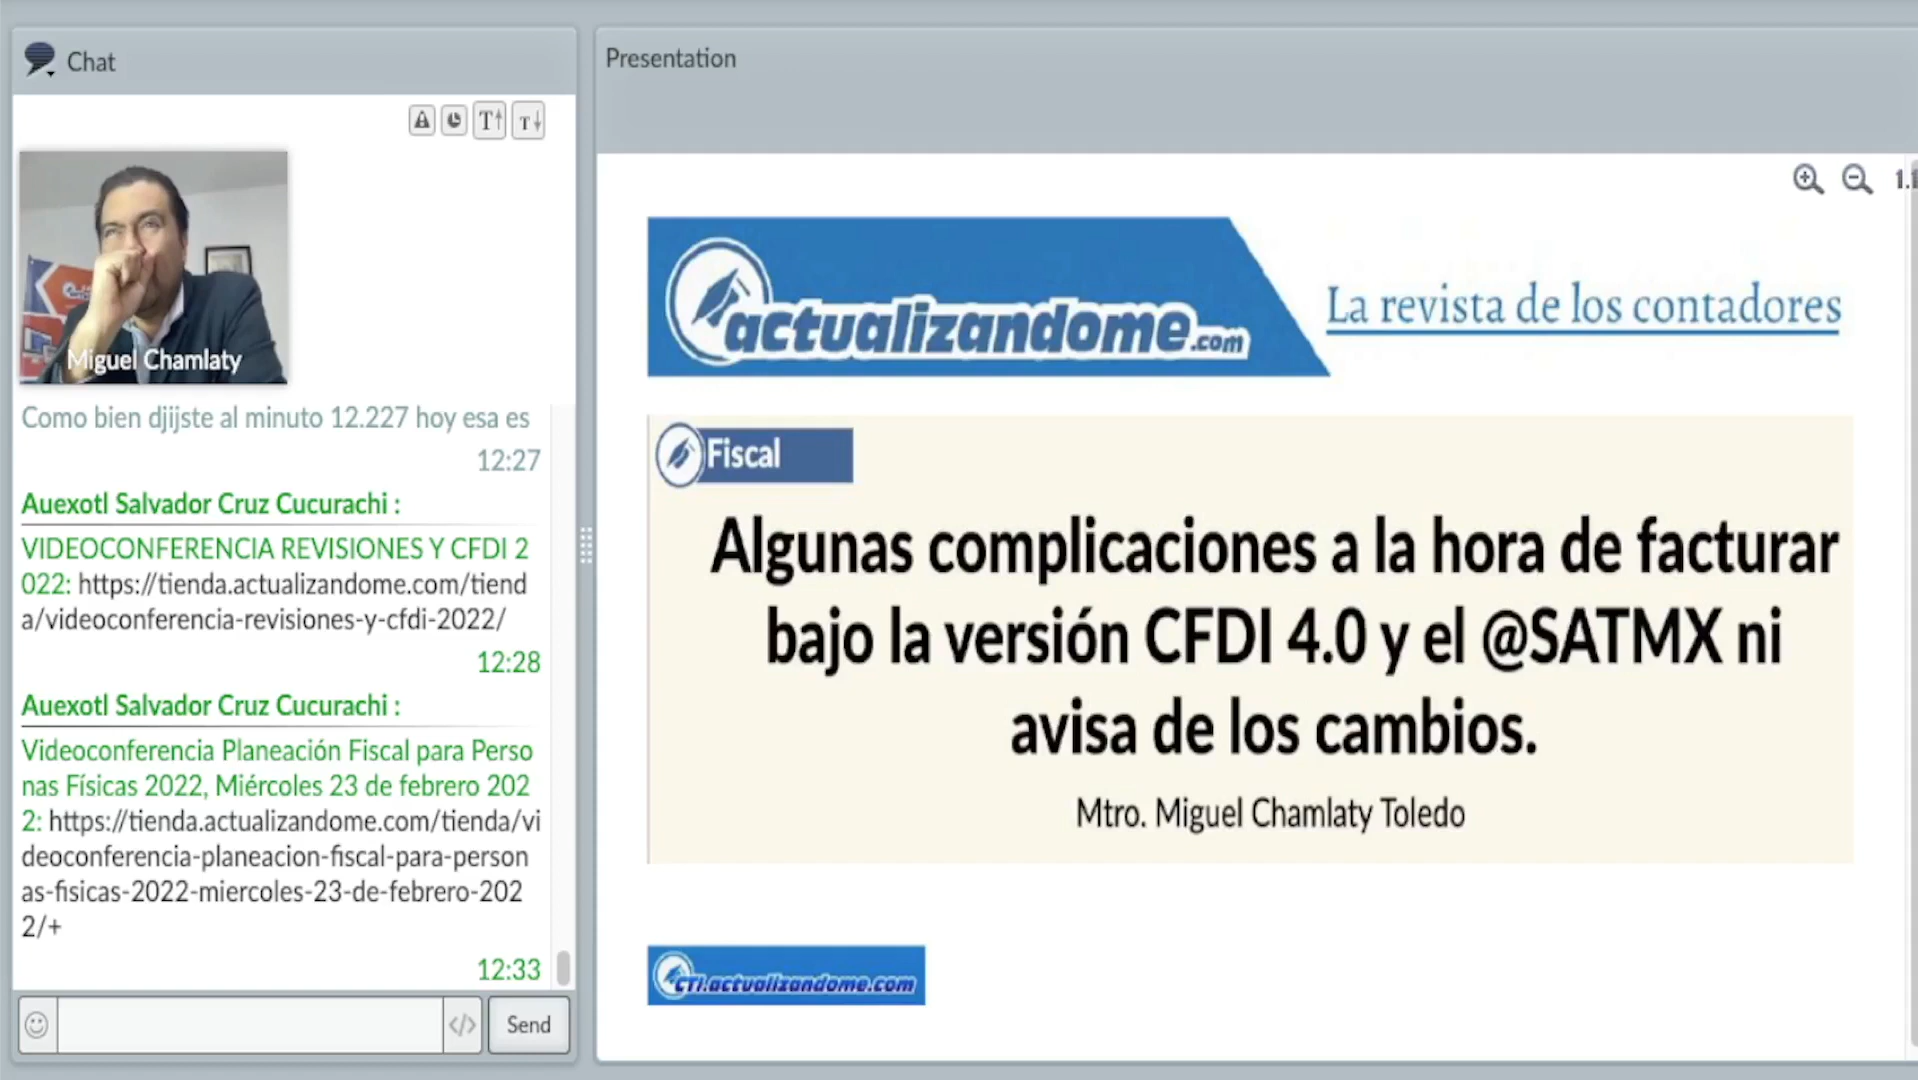 Chat
T
T
Miguel Chamlaty
Como bien djijste al minuto 12.227 hoy esa es
12:27
Auexotl Salvador Cruz Cucurachi :
VIDEOCONFERENCIA REVISIONES Y CFDI 2
022: https://tienda.actualizandome.com/tiend
a/videoconferencia-revisiones-y-cfdi-2022/
12:28
Auexotl Salvador Cruz Cucurachi :
Videoconferencia Planeación Fiscal para Perso
nas Físicas 2022, Miércoles 23 de febrero 202
2: https://tienda.actualizandome.com/tienda/vi
deoconferencia-planeacion-fiscal-para-person
as-fisicas-2022-miercoles-23-de-febrero-202
2/+
12:33
</>
Send
Presentation
actualizandome.com
La revista de los contadores
Fiscal
Algunas complicaciones a la hora de facturar
bajo la versión CFDI 4.0 y el @SATMX ni
avisa de los cambios.
Mtro. Miguel Chamlaty Toledo
CTI.actualizandome.com